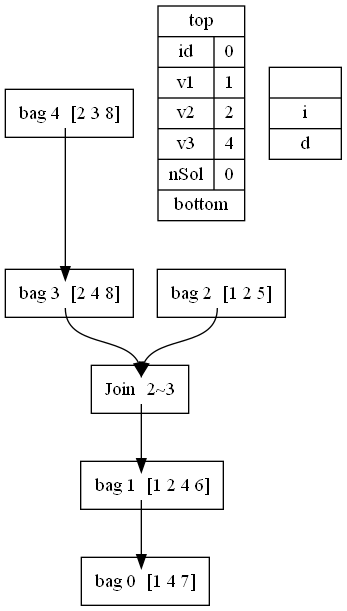 top
id 0
v1 1
v2 2
v3 4
nSol 0
bottom
i
d
bag 4 [2 3 8]
bag 3 [2 4 8]
bag 2 [1 2 5]
Join 2~3
bag 1 [1 2 4 6]
bag 0 [1 4 7]